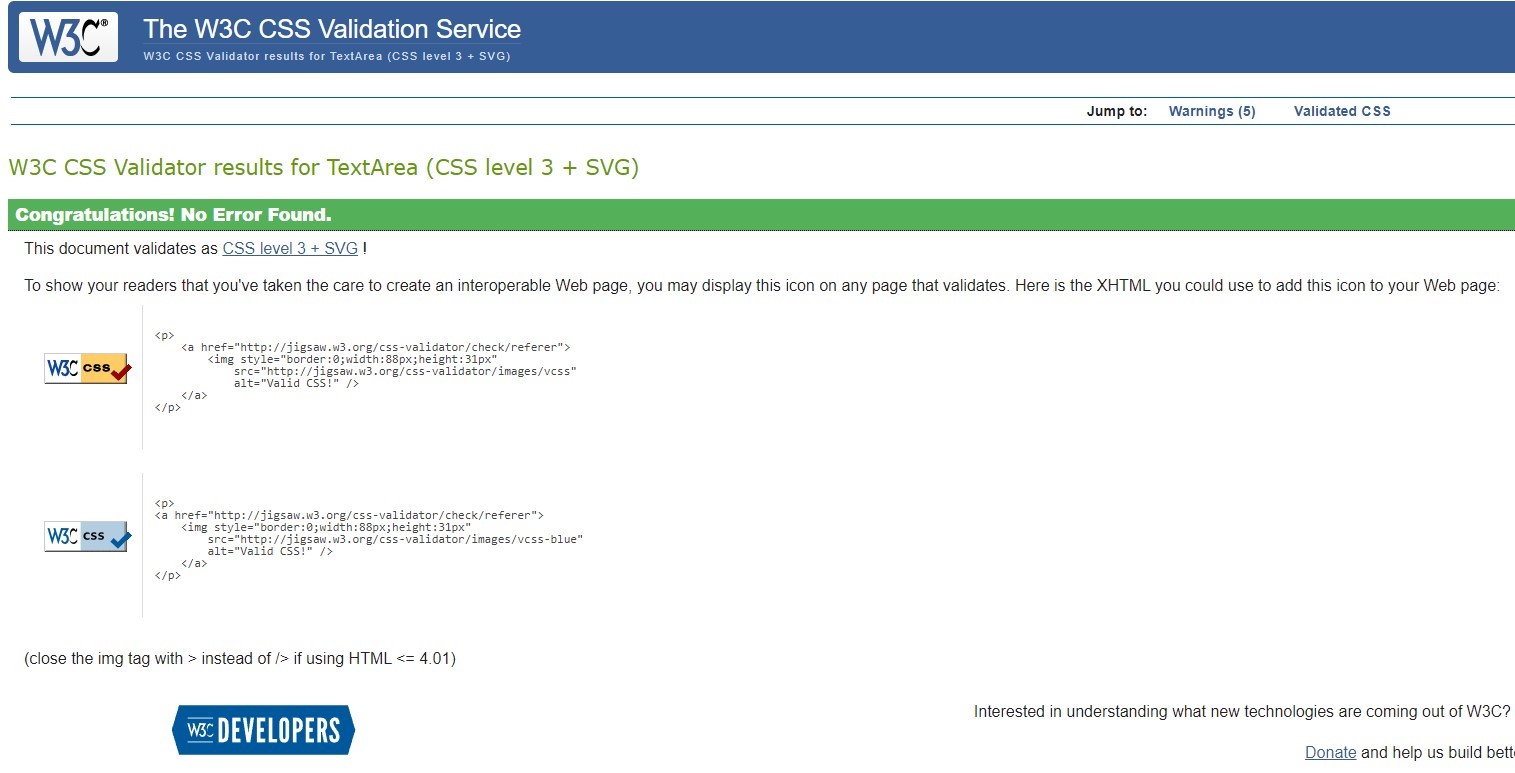 W3C®
The W3C CSS Validation Service
W3C CSS Validator results for TextArea (CSS level 3 + SVG)
Jump to: Warnings (5) Validated CSS
W3C CSS Validator results for TextArea (CSS level 3 + SVG)
Congratulations! No Error Found.
This document validates as CSS level 3 + SVG !
To show your readers that you've taken the care to create an interoperable Web page, you may display this icon on any page that validates. Here is the XHTML you could use to add this icon to your Web page:
W3C css
<p>
    <a href="http://jigsaw.w3.org/css-validator/check/referer">
        <img style="border:0;width:88px;height:31px"
            src="http://jigsaw.w3.org/css-validator/images/vcss"
            alt="Valid CSS!" />
    </a>
</p>
W3C css
<p>
<a href="http://jigsaw.w3.org/css-validator/check/referer">
    <img style="border:0;width:88px;height:31px"
        src="http://jigsaw.w3.org/css-validator/images/vcss-blue"
        alt="Valid CSS!" />
    </a>
</p>
(close the img tag with > instead of /> if using HTML <= 4.01)
W3C DEVELOPERS
Interested in understanding what new technologies are coming out of W3C?
Donate and help us build bett